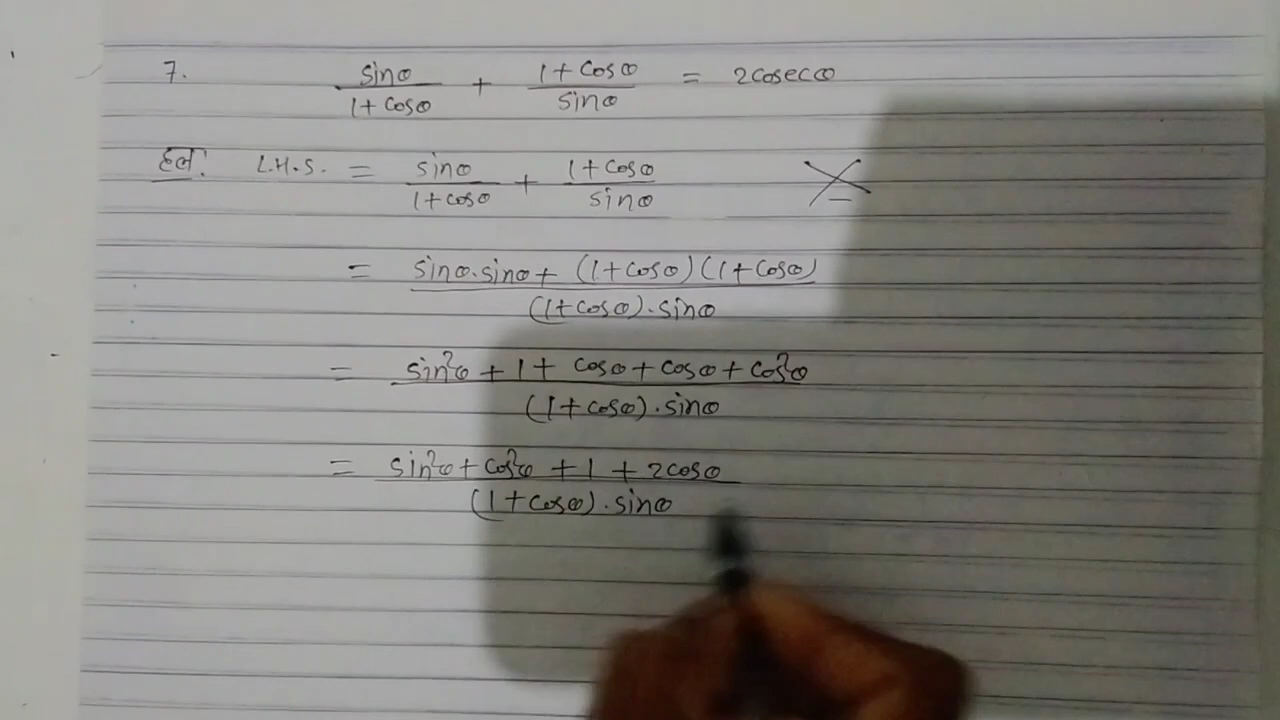 7. sinθ/(1+cosθ) + (1+cosθ)/sinθ = 2cosecθ
हल: L.H.S. = sinθ/(1+cosθ) + (1+cosθ)/sinθ
= (sinθ.sinθ + (1+cosθ)(1+cosθ))/((1+cosθ).sinθ)
= (sin²θ + 1 + cosθ + cosθ + cos²θ)/((1+cosθ).sinθ)
= (sin²θ + cos²θ + 1 + 2cosθ)/((1+cosθ).sinθ)